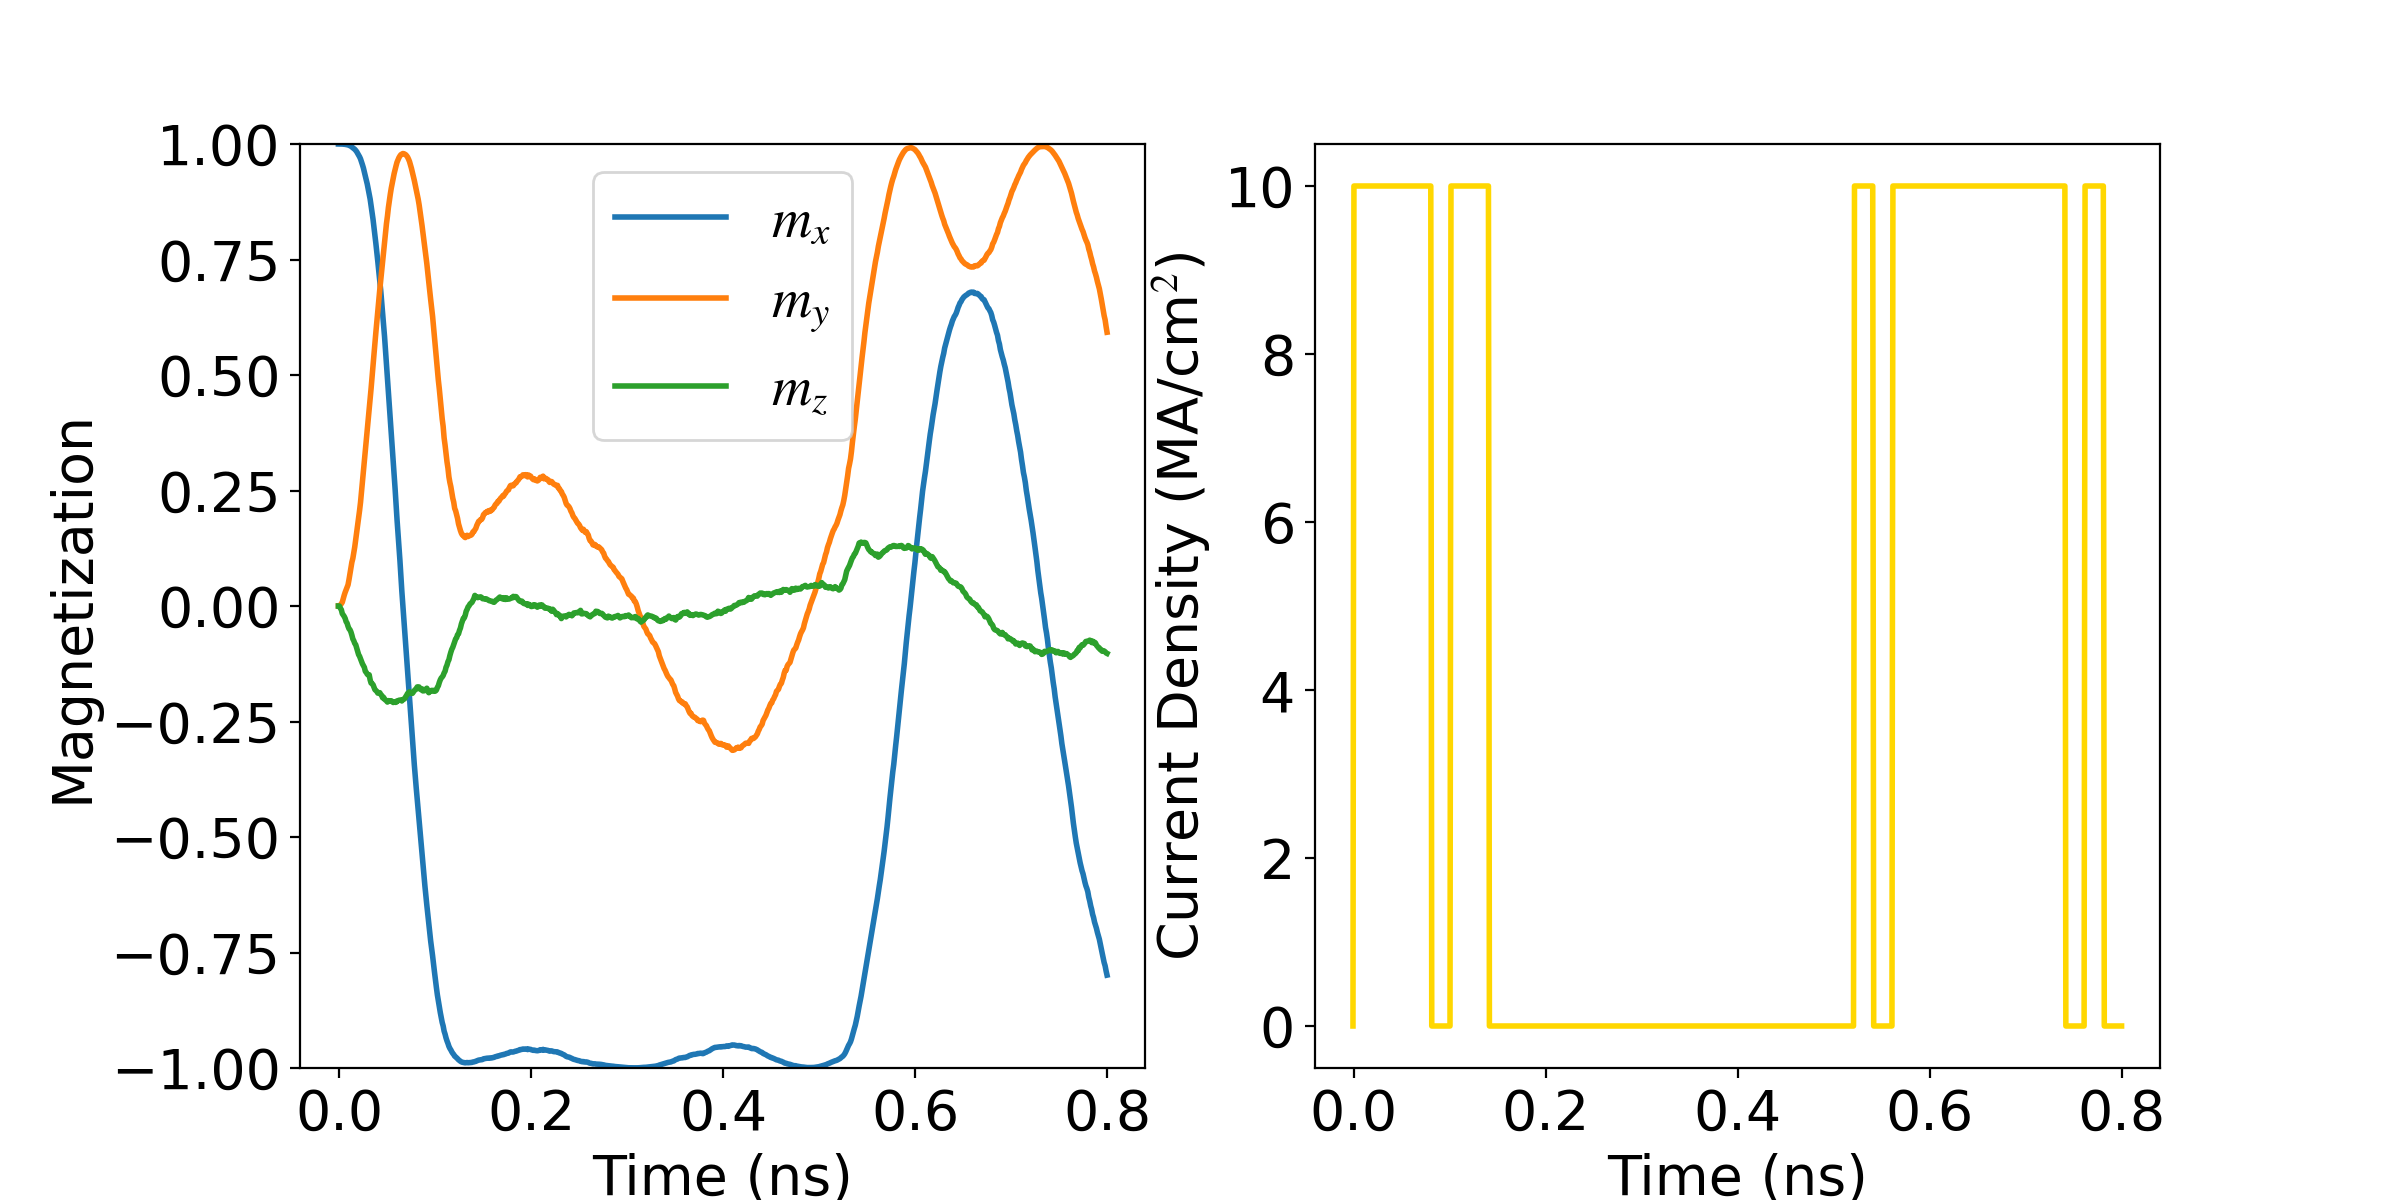 1.00
0.75
0.50
0.25
0.00
−0.25
−0.50
−0.75
−1.00
Magnetization
0.0 0.2 0.4 0.6 0.8
Time (ns)
m_x
m_y
m_z
10
8
6
4
2
0
Current Density (MA/cm²)
0.0 0.2 0.4 0.6 0.8
Time (ns)